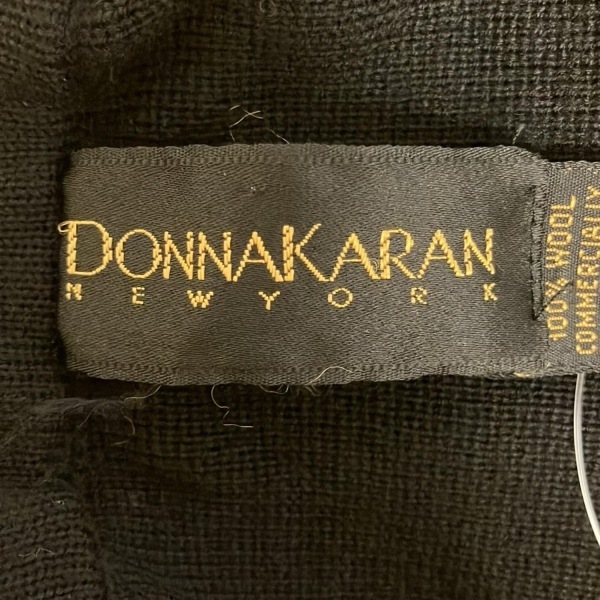 DONNAKARAN
NEW YORK
100% WOOL
COMMERCIALLY